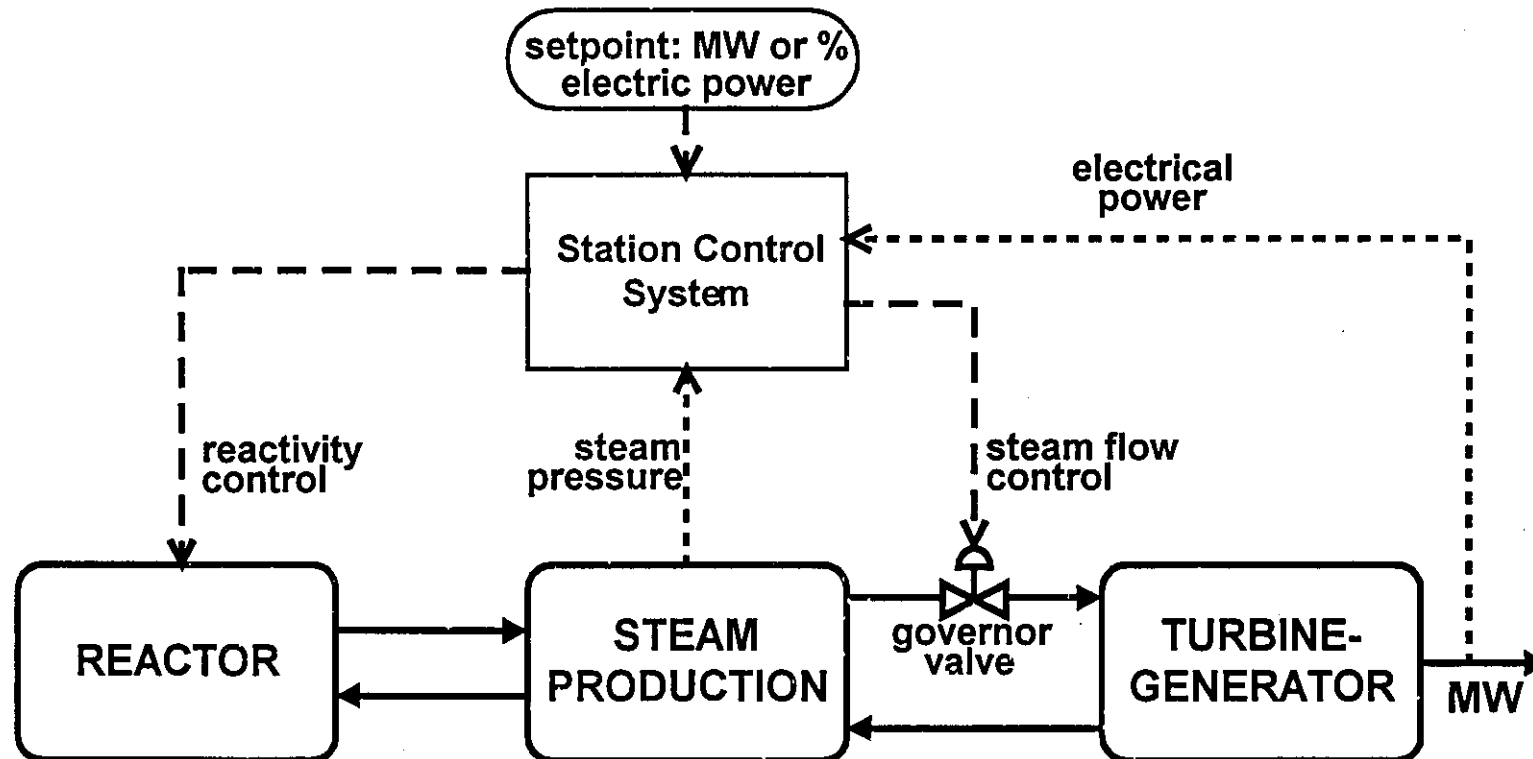 setpoint: MW or %
electric power
electrical
power
Station Control
System
reactivity
control
steam
pressure
steam flow
control
REACTOR
STEAM
PRODUCTION
governor
valve
TURBINE-
GENERATOR
MW